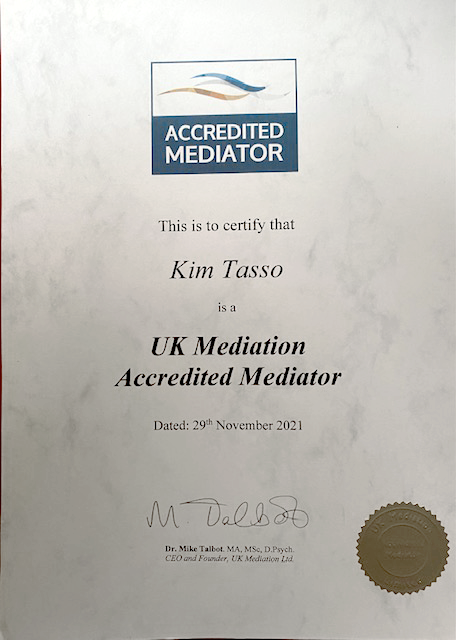 ACCREDITED
MEDIATOR
This is to certify that
Kim Tasso
is a
UK Mediation
Accredited Mediator
Dated: 29th November 2021
M. Talbot
Dr. Mike Talbot, MA, MSc, D.Psych.
CEO and Founder, UK Mediation Ltd.